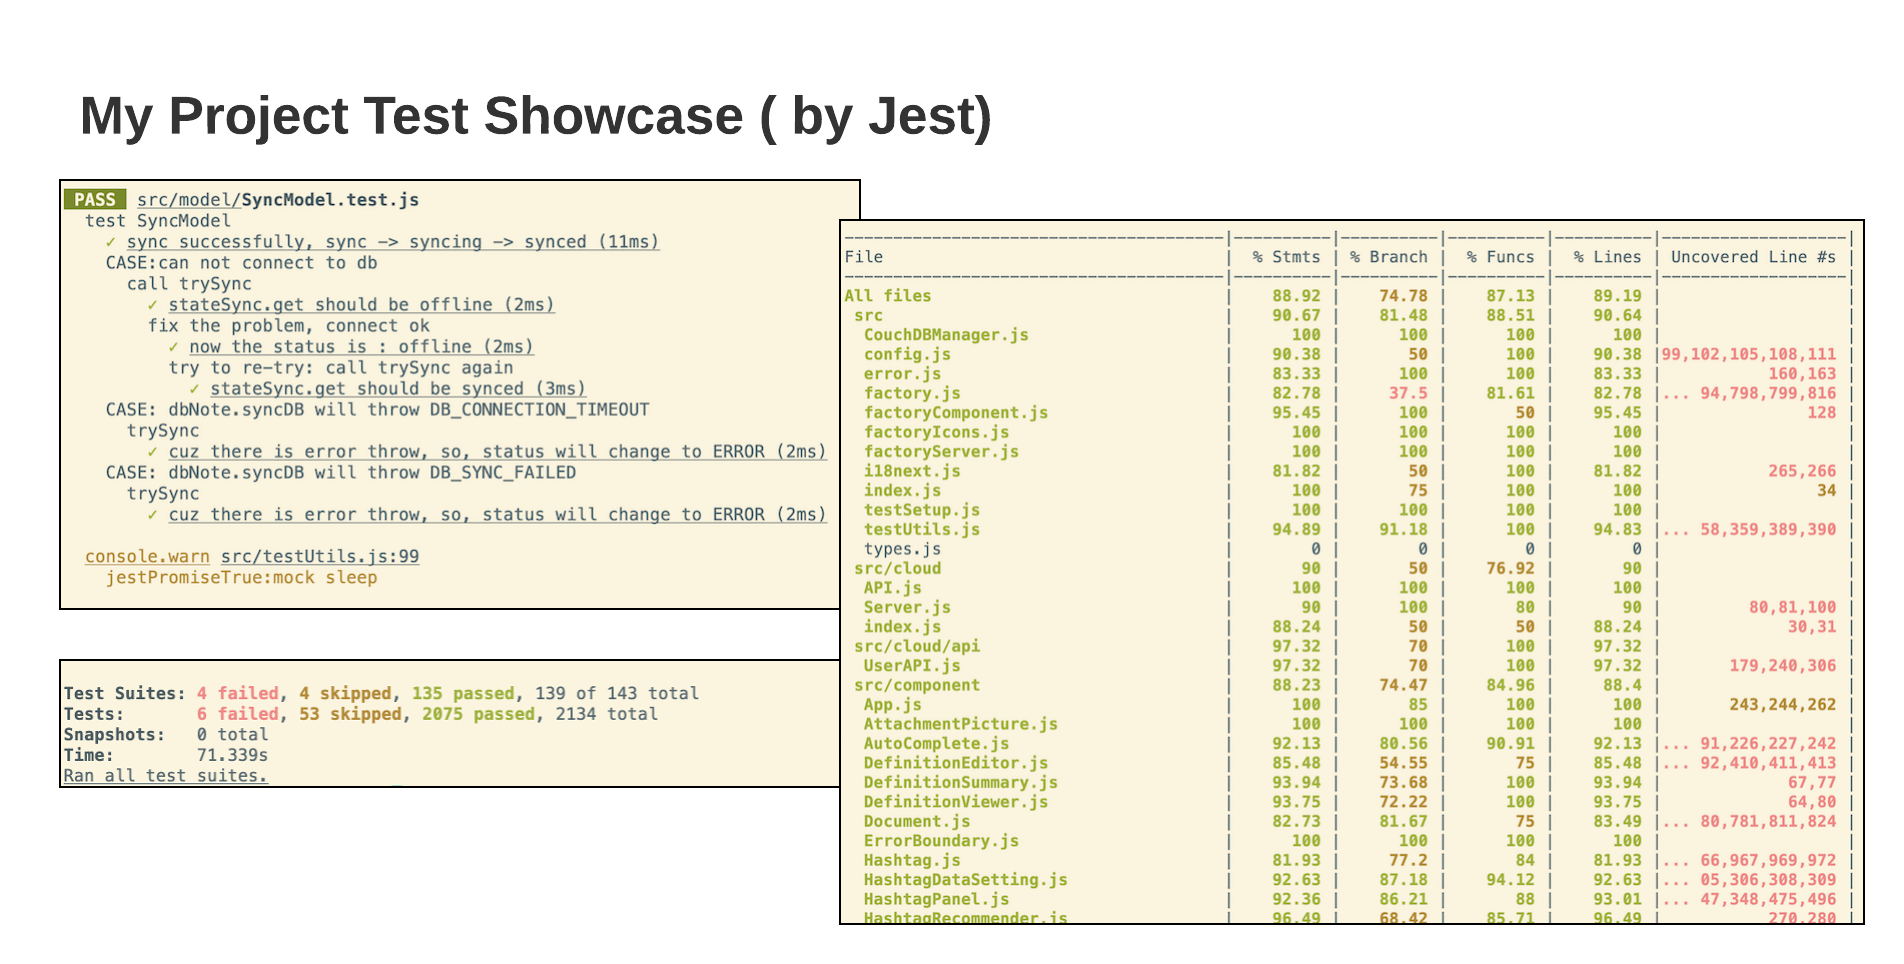 My Project Test Showcase ( by Jest)
PASS src/model/SyncModel.test.js
test SyncModel
✓ sync successfully, sync -> syncing -> synced (11ms)
CASE:can not connect to db
call trySync
✓ stateSync.get should be offline (2ms)
fix the problem, connect ok
✓ now the status is : offline (2ms)
try to re-try: call trySync again
✓ stateSync.get should be synced (3ms)
CASE: dbNote.syncDB will throw DB_CONNECTION_TIMEOUT
trySync
✓ cuz there is error throw, so, status will change to ERROR (2ms)
CASE: dbNote.syncDB will throw DB_SYNC_FAILED
trySync
✓ cuz there is error throw, so, status will change to ERROR (2ms)
console.warn src/testUtils.js:99
jestPromiseTrue:mock sleep
Test Suites: 4 failed, 4 skipped, 135 passed, 139 of 143 total
Tests: 6 failed, 53 skipped, 2075 passed, 2134 total
Snapshots: 0 total
Time: 71.339s
Ran all test suites.
File | % Stmts | % Branch | % Funcs | % Lines | Uncovered Line #s |
All files | 88.92 | 74.78 | 87.13 | 89.19 | |
src | 90.67 | 81.48 | 88.51 | 90.64 | |
CouchDBManager.js | 100 | 100 | 100 | 100 | |
config.js | 90.38 | 50 | 100 | 90.38 |99,102,105,108,111 |
error.js | 83.33 | 100 | 100 | 83.33 | 160,163 |
factory.js | 82.78 | 37.5 | 81.61 | 82.78 |... 94,798,799,816 |
factoryComponent.js | 95.45 | 100 | 50 | 95.45 | 128 |
factoryIcons.js | 100 | 100 | 100 | 100 | |
factoryServer.js | 100 | 100 | 100 | 100 | |
i18next.js | 81.82 | 50 | 100 | 81.82 | 265,266 |
index.js | 100 | 75 | 100 | 100 | 34 |
testSetup.js | 100 | 100 | 100 | 100 | |
testUtils.js | 94.89 | 91.18 | 100 | 94.83 |... 58,359,389,390 |
types.js | 0 | 0 | 0 | 0 | |
src/cloud | 90 | 50 | 76.92 | 90 | |
API.js | 100 | 100 | 100 | 100 | |
Server.js | 90 | 100 | 80 | 90 | 80,81,100 |
index.js | 88.24 | 50 | 50 | 88.24 | 30,31 |
src/cloud/api | 97.32 | 70 | 100 | 97.32 | |
UserAPI.js | 97.32 | 70 | 100 | 97.32 | 179,240,306 |
src/component | 88.23 | 74.47 | 84.96 | 88.4 | |
App.js | 100 | 85 | 100 | 100 | 243,244,262 |
AttachmentPicture.js | 100 | 100 | 100 | 100 | |
AutoComplete.js | 92.13 | 80.56 | 90.91 | 92.13 |... 91,226,227,242 |
DefinitionEditor.js | 85.48 | 54.55 | 75 | 85.48 |... 92,410,411,413 |
DefinitionSummary.js | 93.94 | 73.68 | 100 | 93.94 | 67,77 |
DefinitionViewer.js | 93.75 | 72.22 | 100 | 93.75 | 64,80 |
Document.js | 82.73 | 81.67 | 75 | 83.49 |... 80,781,811,824 |
ErrorBoundary.js | 100 | 100 | 100 | 100 | |
Hashtag.js | 81.93 | 77.2 | 84 | 81.93 |... 66,967,969,972 |
HashtagDataSetting.js | 92.63 | 87.18 | 94.12 | 92.63 |... 05,306,308,309 |
HashtagPanel.js | 92.36 | 86.21 | 88 | 93.01 |... 47,348,475,496 |
HashtagRecommender.js | 96.49 | 68.42 | 85.71 | 96.49 | 270,280 |